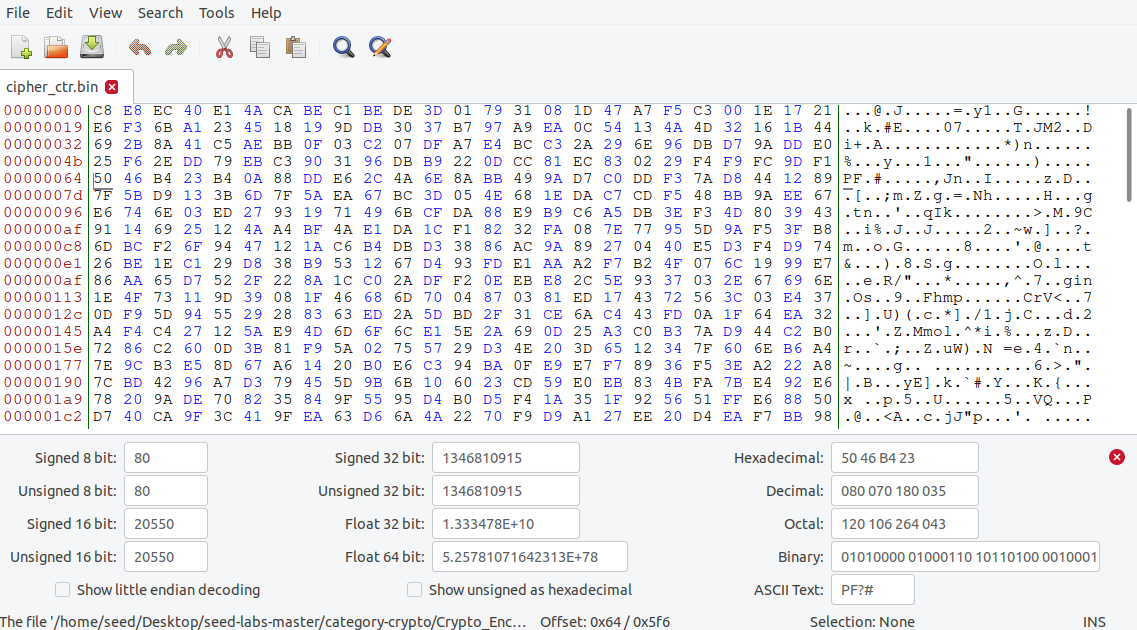 File Edit View Search Tools Help
cipher_ctr.bin
00000000 C8 E8 EC 40 E1 4A CA BE C1 BE DE 3D 01 79 31 08 1D 47 A7 F5 C3 00 1E 17 21 ...@.J.....=.y1..G......!
00000019 E6 F3 6B A1 23 45 18 19 9D DB 30 37 B7 97 A9 EA 0C 54 13 4A 4D 32 16 1B 44 ..k.#E....07.....T.JM2..D
00000032 69 2B 8A 41 C5 AE BB 0F 03 C2 07 DF A7 E4 BC C3 2A 29 6E 96 DB D7 9A DD E0 i+.A............*)n......
0000004b 25 F6 2E DD 79 EB C3 90 31 96 DB B9 22 0D CC 81 EC 83 02 29 F4 F9 FC 9D F1 %...y...1..."......).....
00000064 50 46 B4 23 B4 0A 88 DD E6 2C 4A 6E 8A BB 49 9A D7 C0 DD F3 7A D8 44 12 89 PF.#.....,Jn..I.....z.D..
0000007d 7F 5B D9 13 3B 6D 7F 5A EA 67 BC 3D 05 4E 68 1E DA C7 CD F5 48 BB 9A EE 67 .[..;m.Z.g.=.Nh.....H...g
00000096 E6 74 6E 03 ED 27 93 19 71 49 6B CF DA 88 E9 B9 C6 A5 DB 3E F3 4D 80 39 43 .tn..'..qIk........>.M.9C
000000af 91 14 69 25 12 4A A4 BF 4A E1 DA 1C F1 82 32 FA 08 7E 77 95 5D 9A F5 3F B8 ..i%.J..J.....2..~w.]..?.
000000c8 6D BC F2 6F 94 47 12 1A C6 B4 DB D3 38 86 AC 9A 89 27 04 40 E5 D3 F4 D9 74 m..o.G......8....'.@....t
000000e1 26 BE 1E C1 29 D8 38 B9 53 12 67 D4 93 FD E1 AA A2 F7 B2 4F 07 6C 19 99 E7 &...).8.S.g........O.l...
000000af 86 AA 65 D7 52 2F 22 8A 1C C0 2A DF F2 0E EB E8 2C 5E 93 37 03 2E 67 69 6E ..e.R/"...*.....,^.7..gin
00000113 1E 4F 73 11 9D 39 08 1F 46 68 6D 70 04 87 03 81 ED 17 43 72 56 3C 03 E4 37 .Os..9..Fhmp......CrV<..7
0000012c 0D F9 5D 94 55 29 28 83 63 ED 2A 5D BD 2F 31 CE 6A C4 43 FD 0A 1F 64 EA 32 ..].U)(.c.*]./1.j.C...d.2
00000145 A4 F4 C4 27 12 5A E9 4D 6D 6F 6C E1 5E 2A 69 0D 25 A3 C0 B3 7A D9 44 C2 B0 ...'.Z.Mmol.^*i.%...z.D..
0000015e 72 86 C2 60 0D 3B 81 F9 5A 02 75 57 29 D3 4E 20 3D 65 12 34 7F 60 6E B6 A4 r..`.;..Z.uW).N =e.4.`n..
00000177 7E 9C B3 E5 8D 67 A6 14 20 B0 E6 C3 94 BA 0F E9 E7 F7 89 36 F5 3E A2 22 A8 ~....g.. .........6.>.".
00000190 7C BD 42 96 A7 D3 79 45 5D 9B 6B 10 60 23 CD 59 E0 EB 83 4B FA 7B E4 92 E6 |.B...yE].k.`#.Y...K.{...
000001a9 78 20 9A DE 70 82 35 84 9F 55 95 D4 B0 D5 F4 1A 35 1F 92 56 51 FF E6 88 50 x ..p.5..U......5..VQ...P
000001c2 D7 40 CA 9F 3C 41 9F EA 63 D6 6A 4A 22 70 F9 D9 A1 27 EE 20 D4 EA F7 BB 98 .@..<A..c.jJ"p...'. .....
Signed 8 bit: 80 Signed 32 bit: 1346810915 Hexadecimal: 50 46 B4 23
Unsigned 8 bit: 80 Unsigned 32 bit: 1346810915 Decimal: 080 070 180 035
Signed 16 bit: 20550 Float 32 bit: 1.333478E+10 Octal: 120 106 264 043
Unsigned 16 bit: 20550 Float 64 bit: 5.25781071642313E+78 Binary: 01010000 01000110 10110100 0010001
Show little endian decoding Show unsigned as hexadecimal ASCII Text: PF?#
The file '/home/seed/Desktop/seed-labs-master/category-crypto/Crypto_Enc... Offset: 0x64 / 0x5f6 Selection: None INS